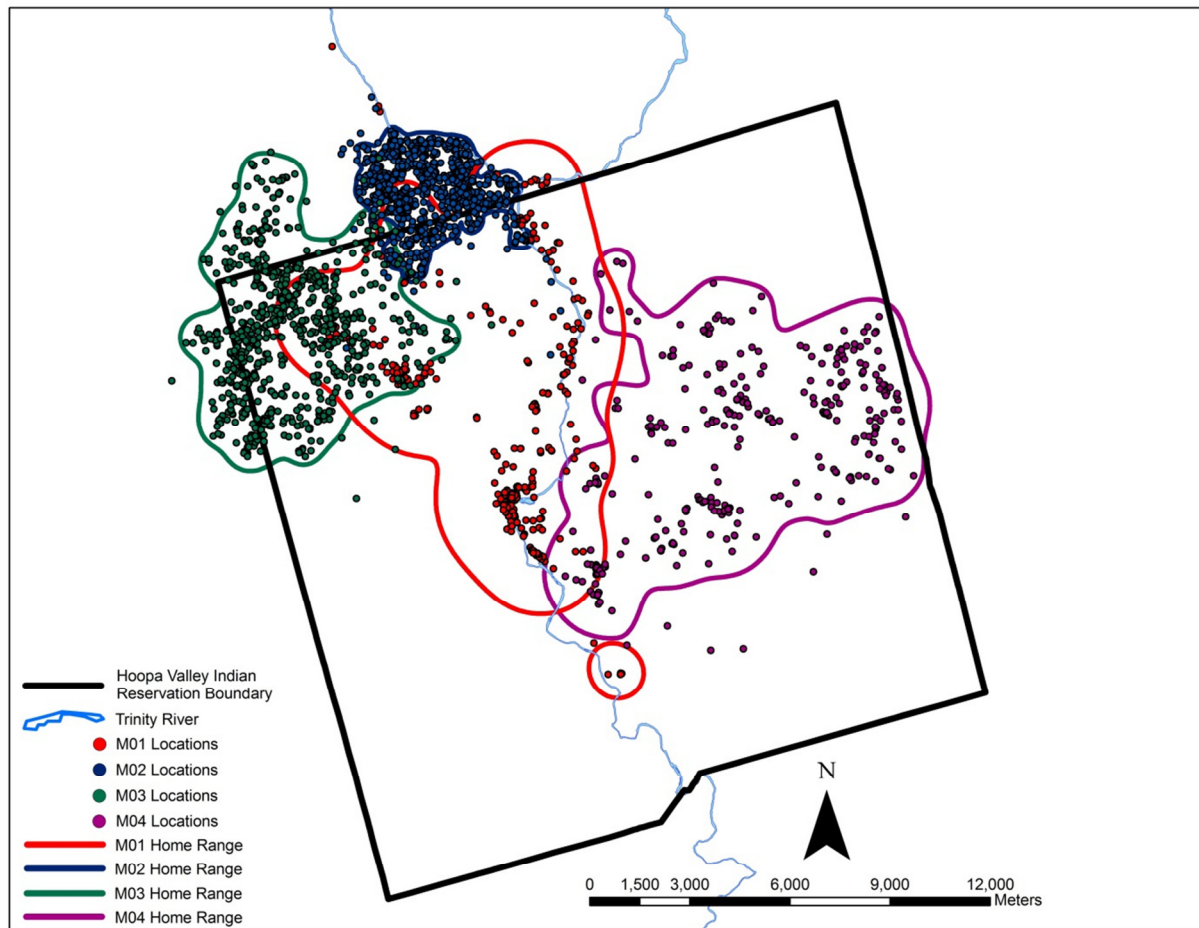 Hoopa Valley Indian
Reservation Boundary
Trinity River
M01 Locations
M02 Locations
M03 Locations
M04 Locations
M01 Home Range
M02 Home Range
M03 Home Range
M04 Home Range
N
0 1,500 3,000 6,000 9,000 12,000
Meters